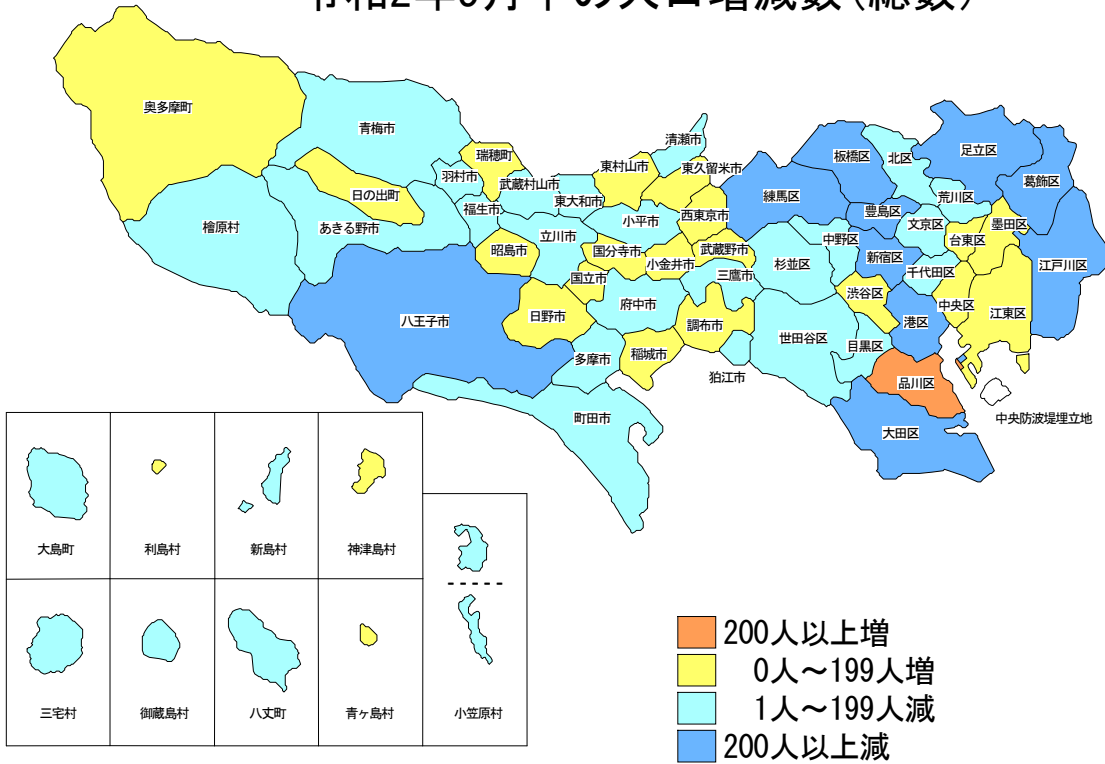 令和2年
中の人口増減数(総数)
奥多摩町
青梅市
清瀬市
瑞穂町
東村山市
東久留米市
板橋区
北区
足立区
羽村市
武蔵村山市
葛飾区
日の出町
東大和市
練馬区
荒川区
福生市
西東京市
豊島区
檜原村
あきる野市
小平市
文京区
墨田区
立川市
中野区
台東区
昭島市
国分寺市
武蔵野市
新宿区
小金井市
杉並区
江戸川区
国立市
三鷹市
千代田区
渋谷区
府中市
中央区
江東区
日野市
八王子市
調布市
港区
世田谷区
目黒区
多摩市
稲城市
狛江市
品川区
町田市
中央防波堤埋立地
大田区
大島町
利島村
新島村
神津島村
三宅村
御蔵島村
八丈町
青ヶ島村
小笠原村
200人以上増
0人～199人増
1人～199人減
200人以上減